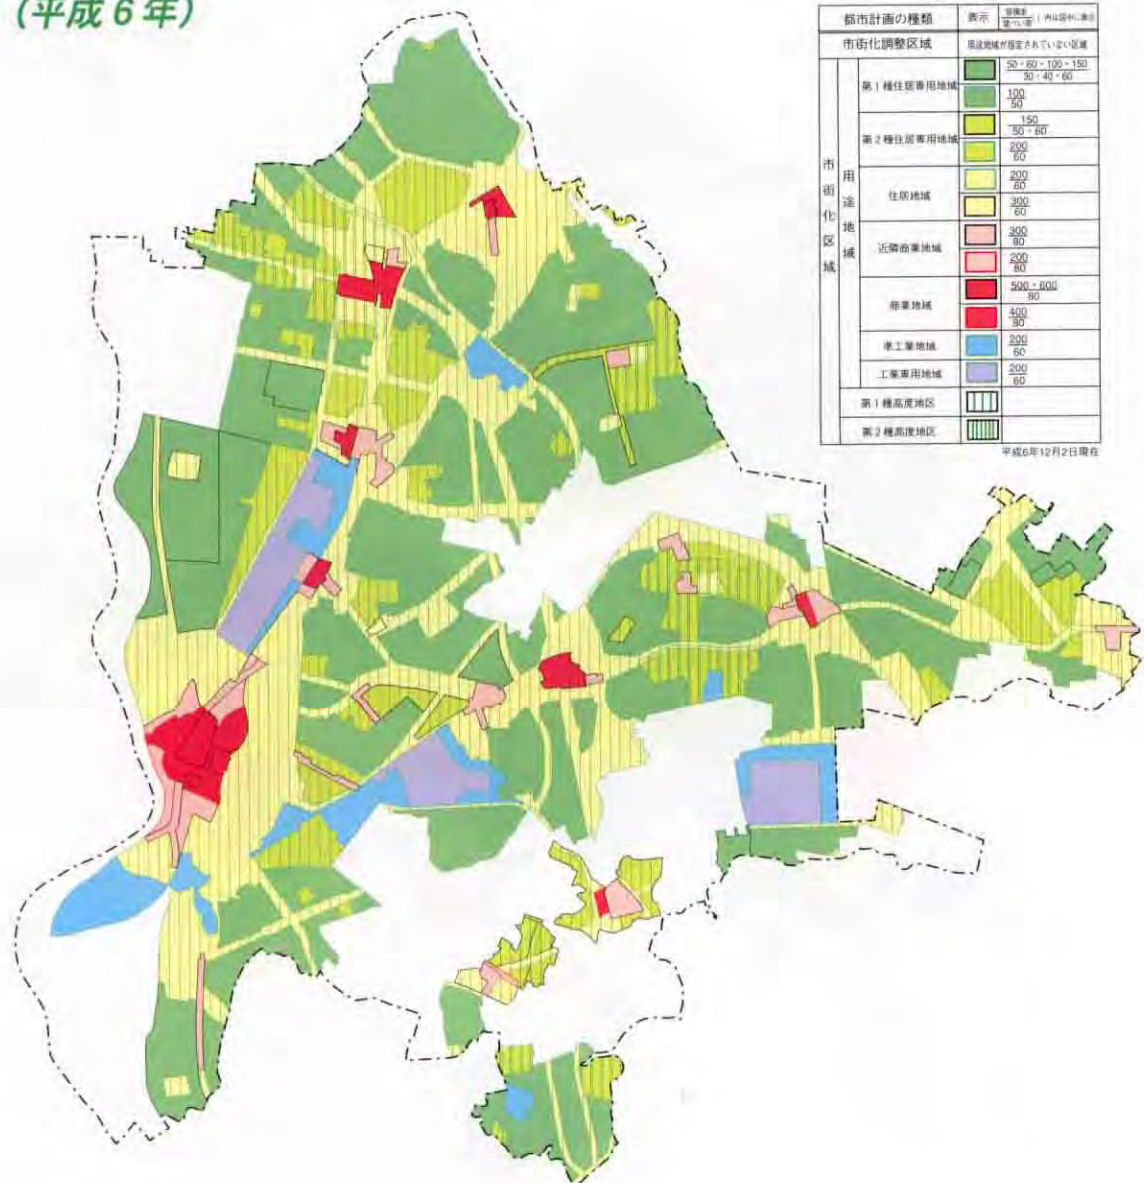 (平成6年)
都市計画の種類 表示 容積率 建ぺい率
市街化調整区域 用途地域が指定されていない区域
市街化区域
用途地域
第1種住居専用地域
50・60・100・150
30・40・60
100
50
第2種住居専用地域
150
50・60
200
60
住居地域
200
60
300
60
近隣商業地域
300
80
200
80
商業地域
500・600
80
400
80
準工業地域
200
60
工業専用地域
200
60
第1種高度地区
第2種高度地区
平成6年12月2日現在